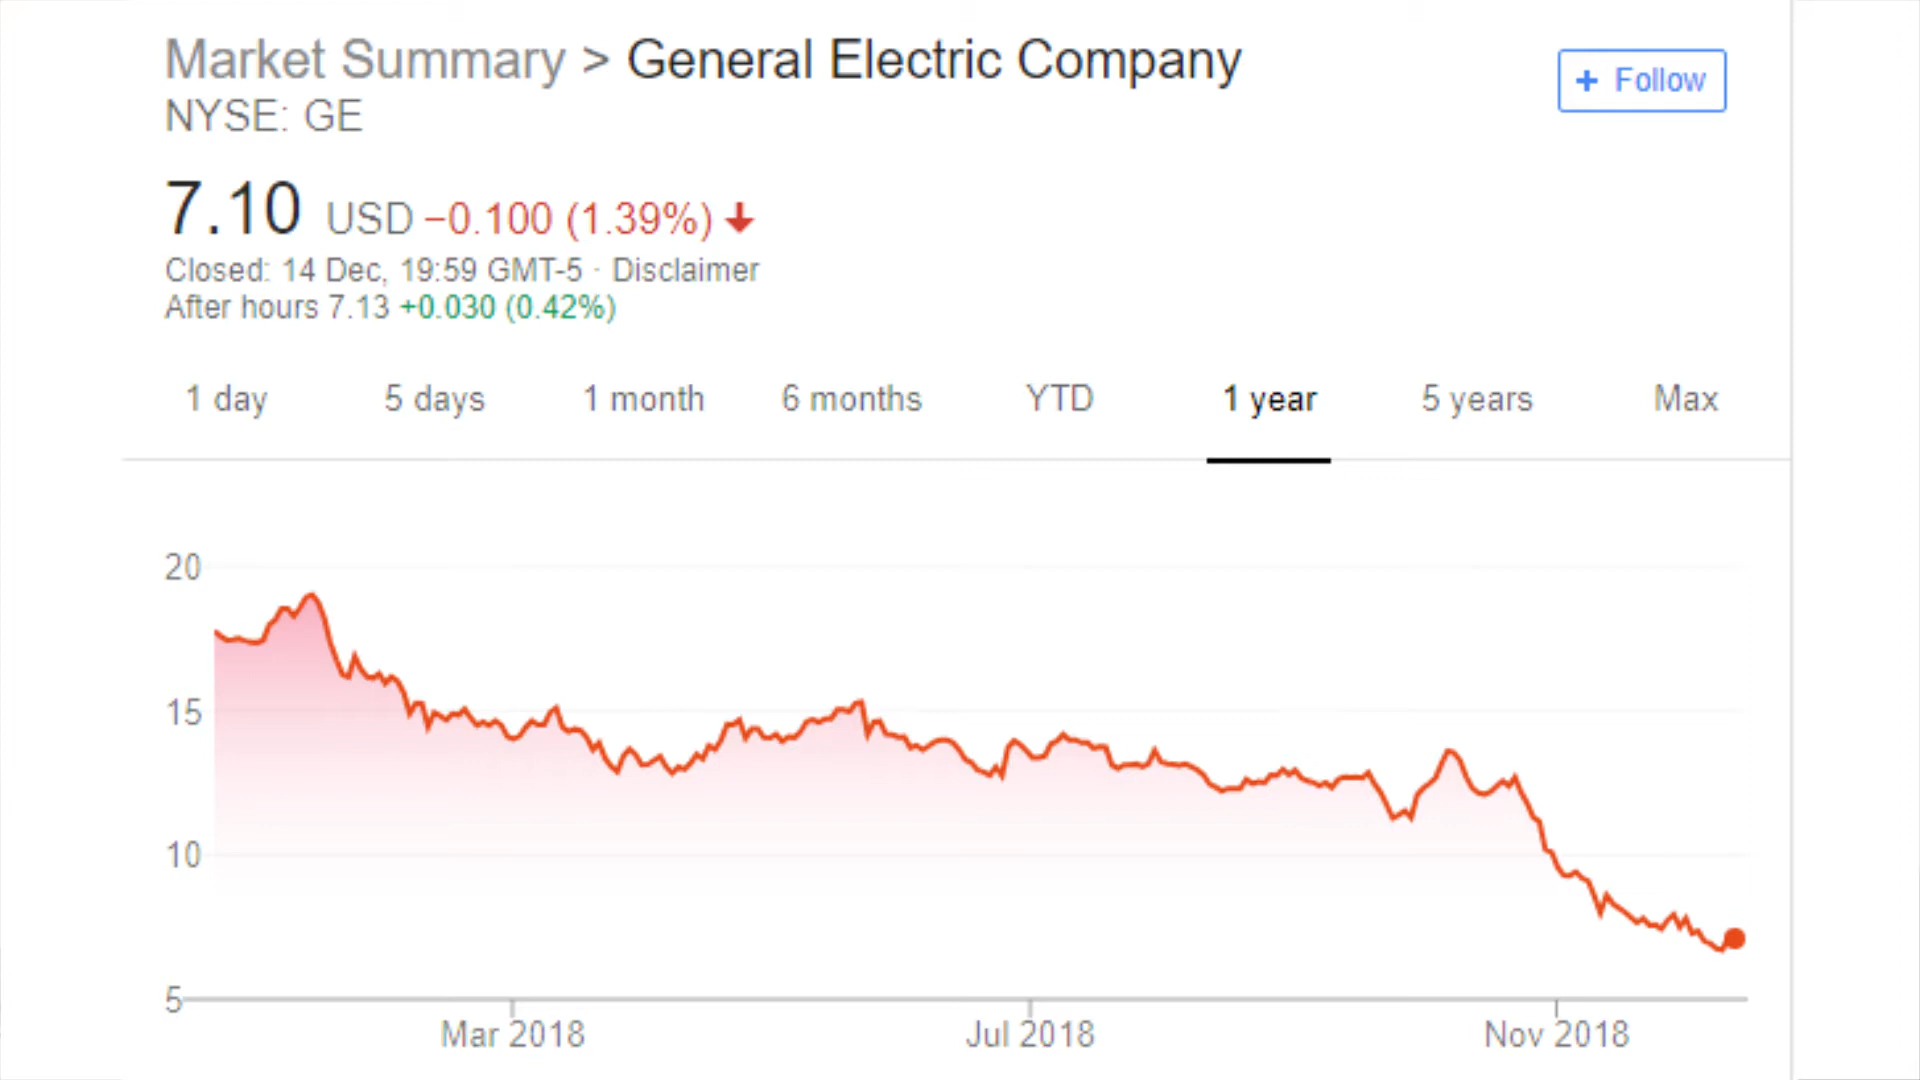 Market Summary > General Electric Company
NYSE: GE
+ Follow
7.10 USD −0.100 (1.39%)
Closed: 14 Dec, 19:59 GMT-5 · Disclaimer
After hours 7.13 +0.030 (0.42%)
1 day 5 days 1 month 6 months YTD 1 year 5 years Max
20
15
10
5
Mar 2018 Jul 2018 Nov 2018